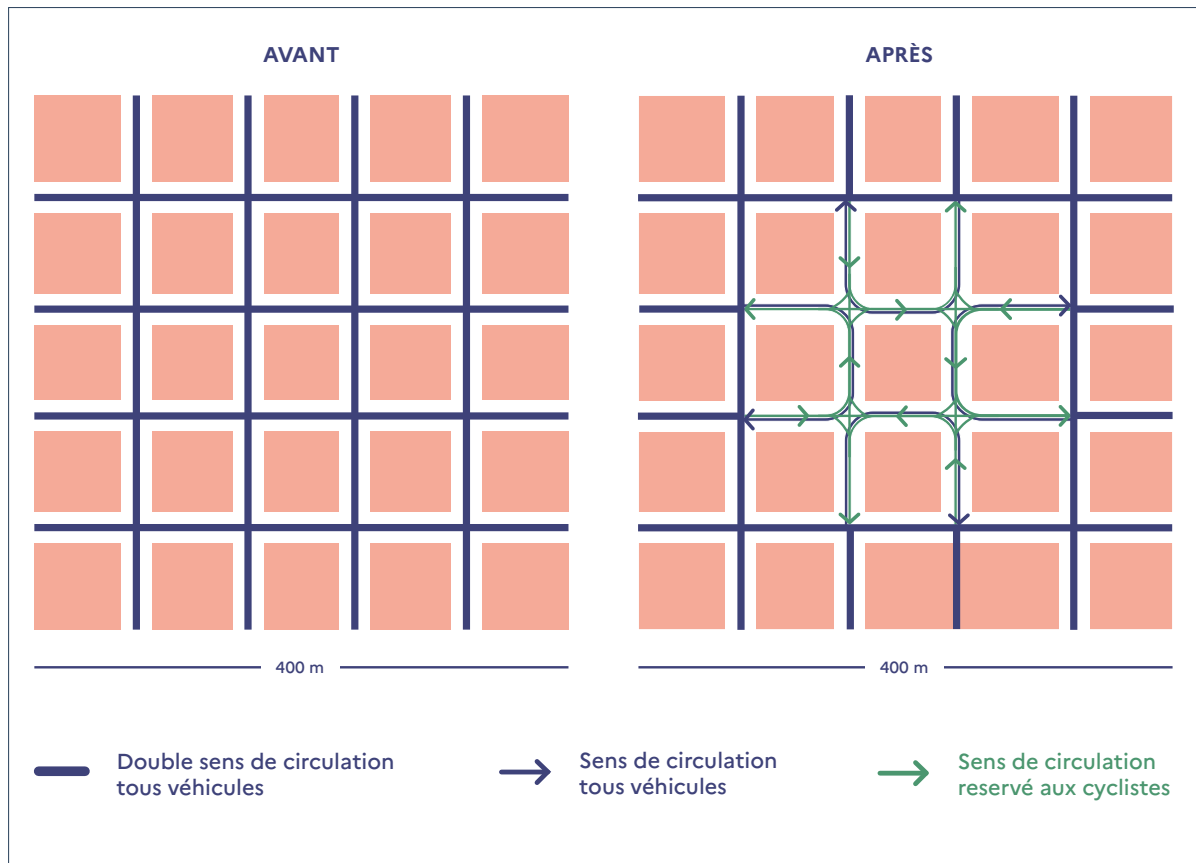 AVANT
APRÈS
400 m
400 m
Double sens de circulation
tous véhicules
Sens de circulation
tous véhicules
Sens de circulation
reservé aux cyclistes